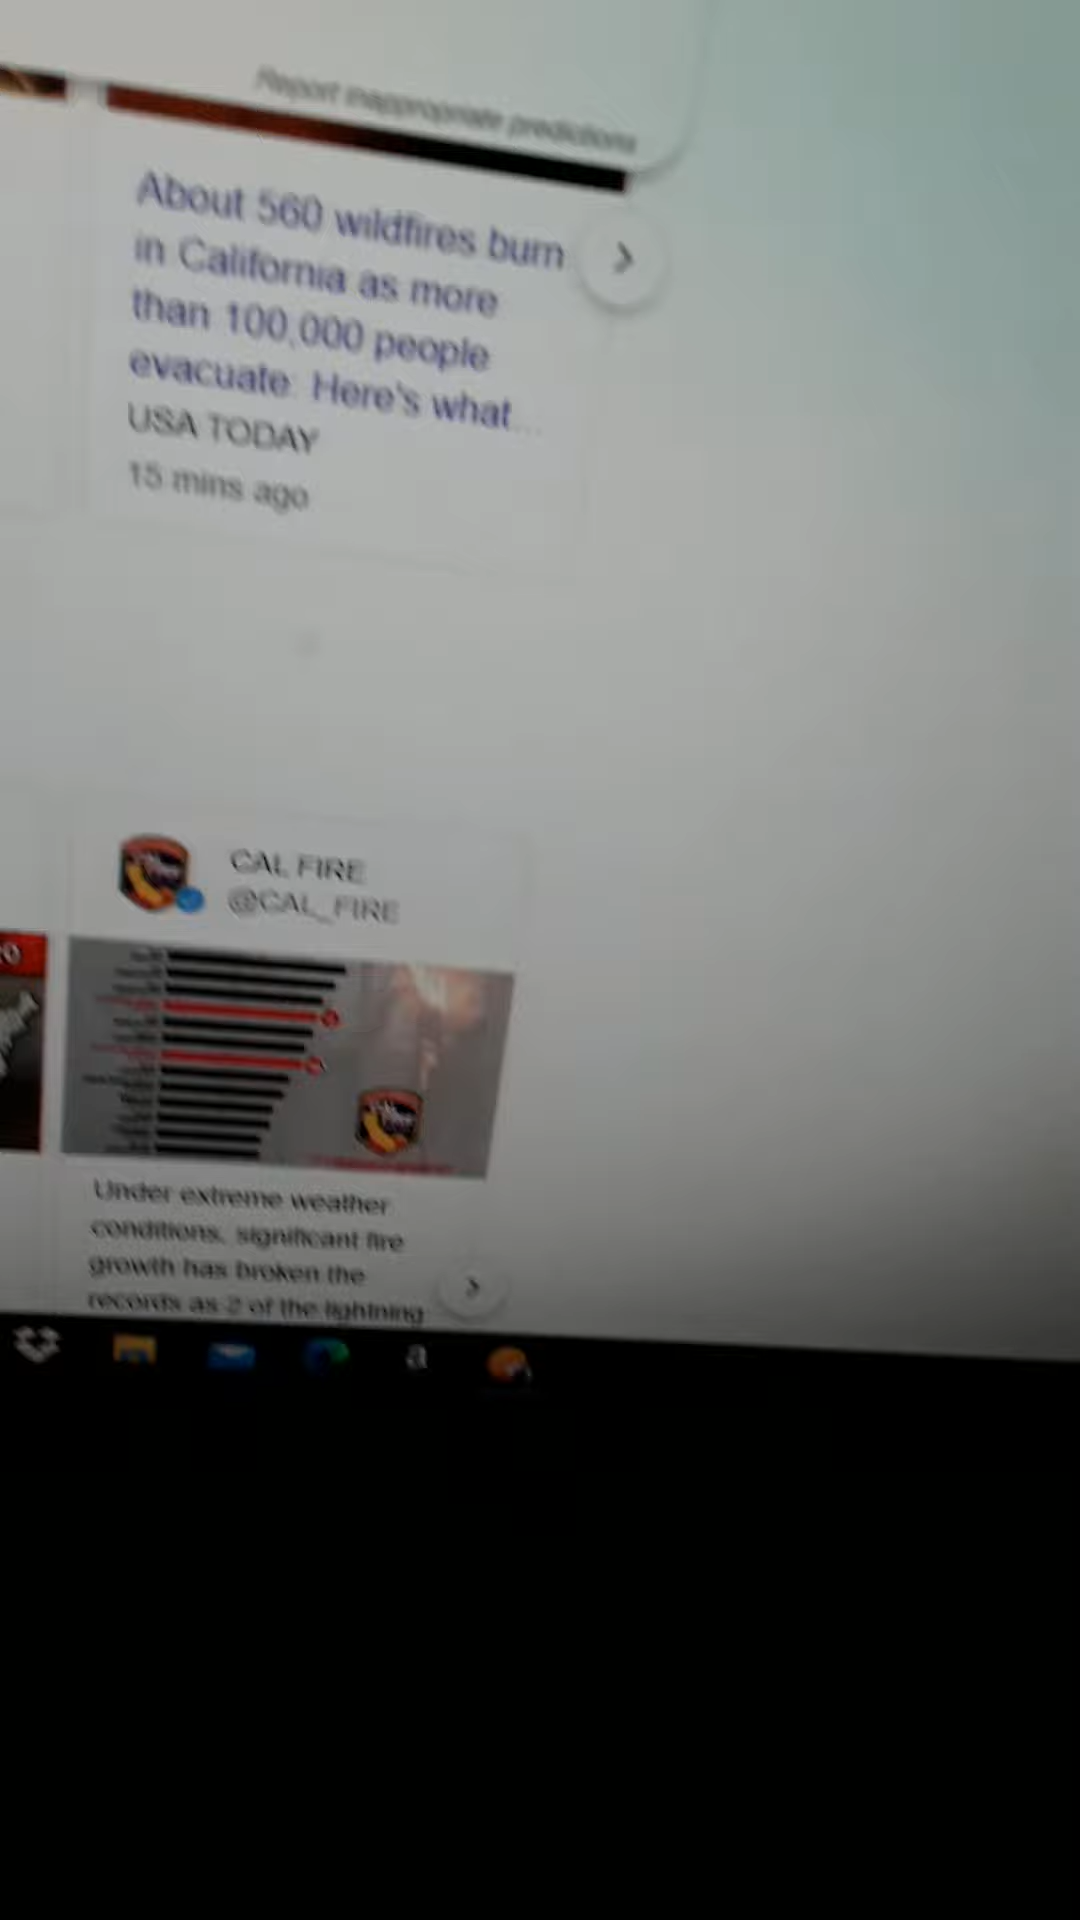 Report inappropriate predictions
About 560 wildfires burn
in California as more
than 100,000 people
evacuate: Here's what...
USA TODAY
15 mins ago
CAL FIRE
@CAL_FIRE
Under extreme weather
conditions, significant fire
growth has broken the
records as 2 of the lightning
a